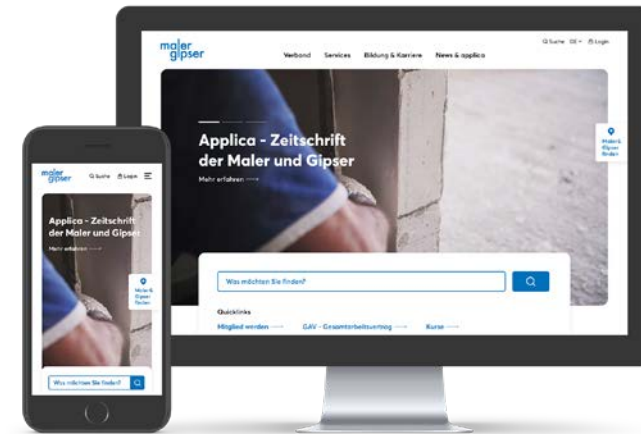 maler
gipser
Verband Services Bildung & Karriere News & applica
Suche DE Login
Applica - Zeitschrift
der Maler und Gipser
Mehr erfahren
Maler &
Gipser
finden
Was möchten Sie finden?
Quicklinks
Mitglied werden GAV - Gesamtarbeitsvertrag Kurse
maler
gipser
Suche Login
Applica - Zeitschrift
der Maler und Gipser
Mehr erfahren
Maler &
Gipser
finden
Was möchten Sie finden?